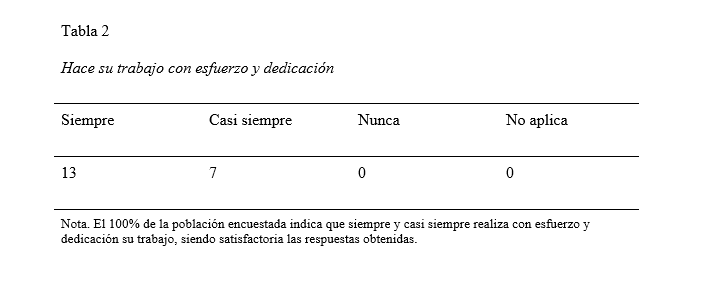 Tabla 2
Hace su trabajo con esfuerzo y dedicación
Siempre Casi siempre Nunca No aplica
13 7 0 0
Nota. El 100% de la población encuestada indica que siempre y casi siempre realiza con esfuerzo y
dedicación su trabajo, siendo satisfactoria las respuestas obtenidas.